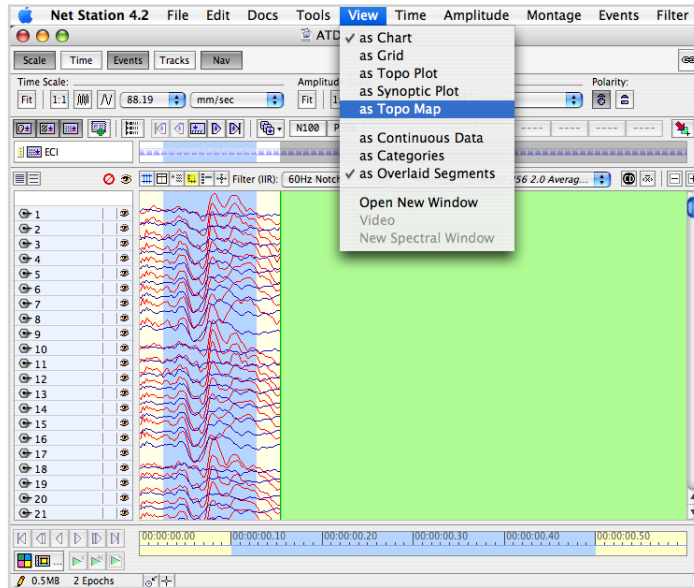 Net Station 4.2 File Edit Docs Tools View Time Amplitude Montage Events Filter
ATD
as Chart
as Grid
as Topo Plot
as Synoptic Plot
as Topo Map
as Continuous Data
as Categories
as Overlaid Segments
Open New Window
Video
New Spectral Window
Scale Time Events Tracks Nav
Time Scale: Amplitud Polarity:
Fit 1:1 88.19 mm/sec Fit
N100 P
ECI
Filter (IIR): 60Hz Notch 256 2.0 Averag...
1
2
3
4
5
6
7
8
9
10
11
12
13
14
15
16
17
18
19
20
21
00:00:00.00 00:00:00.10 00:00:00.20 00:00:00.30 00:00:00.40 00:00:00.50
0.5MB 2 Epochs